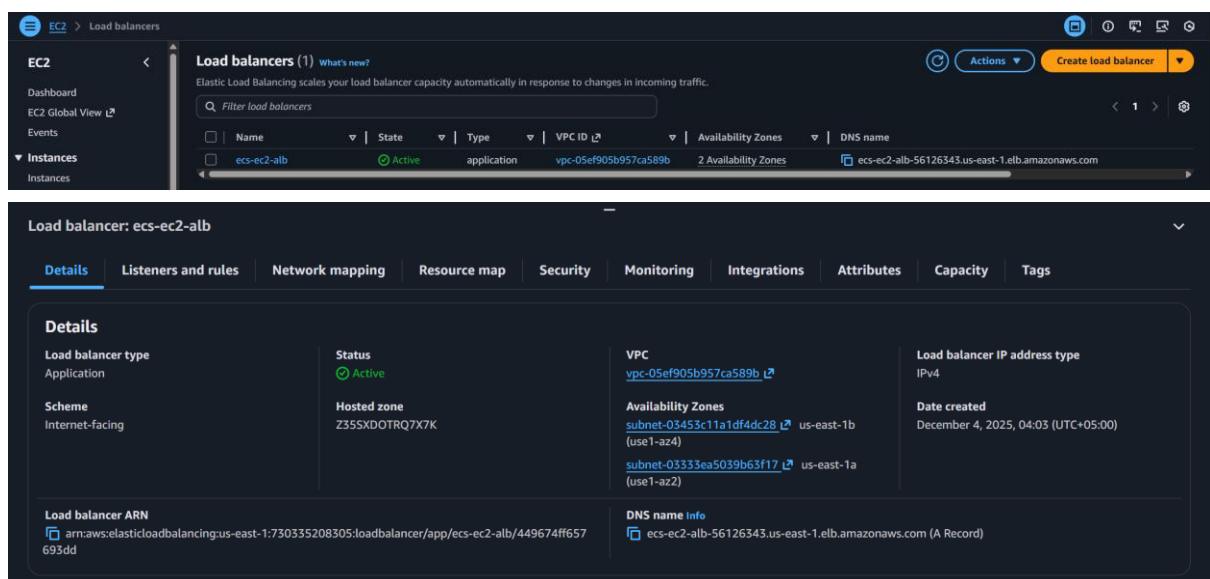 EC2 > Load balancers
EC2
Dashboard
EC2 Global View
Events
Instances
Instances
Load balancers (1) What's new?
Elastic Load Balancing scales your load balancer capacity automatically in response to changes in incoming traffic.
Actions
Create load balancer
Filter load balancers
1
Name State Type VPC ID Availability Zones DNS name
ecs-ec2-alb Active application vpc-05ef905b957ca589b 2 Availability Zones ecs-ec2-alb-56126343.us-east-1.elb.amazonaws.com
Load balancer: ecs-ec2-alb
Details Listeners and rules Network mapping Resource map Security Monitoring Integrations Attributes Capacity Tags
Details
Load balancer type
Application
Status
Active
VPC
vpc-05ef905b957ca589b
Load balancer IP address type
IPv4
Scheme
Internet-facing
Hosted zone
Z35SXDOTRQ7X7K
Availability Zones
subnet-03453c11a1df4dc28 us-east-1b
(use1-az4)
subnet-03333ea5039b63f17 us-east-1a
(use1-az2)
Date created
December 4, 2025, 04:03 (UTC+05:00)
Load balancer ARN
arn:aws:elasticloadbalancing:us-east-1:730335208305:loadbalancer/app/ecs-ec2-alb/449674ff657
693dd
DNS name Info
ecs-ec2-alb-56126343.us-east-1.elb.amazonaws.com (A Record)